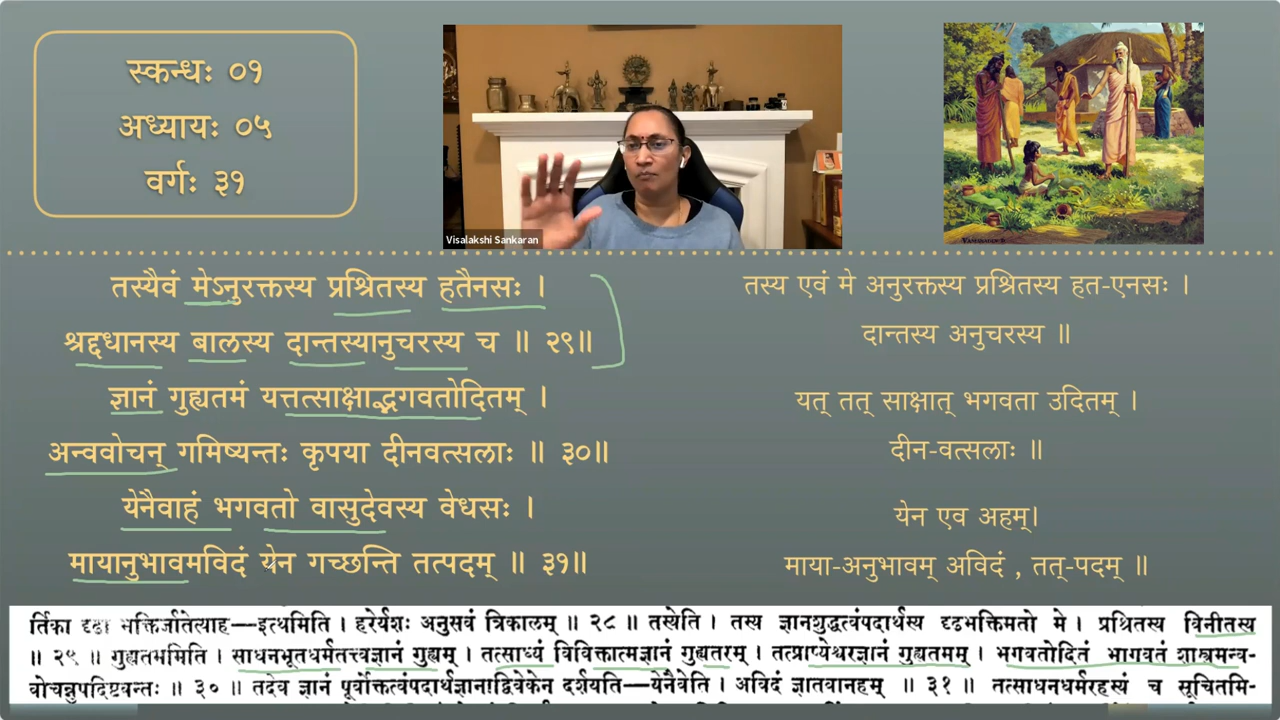 स्कन्धः ०१
अध्यायः ०५
वर्गः ३१
Visalakshi Sankaran
तस्यैवं मेऽनुरक्तस्य प्रश्रितस्य हतैनसः ।
श्रद्दधानस्य बालस्य दान्तस्यानुचरस्य च ॥ २९॥
ज्ञानं गुह्यतमं यत्तत्साक्षाद्भगवतोदितम् ।
अन्ववोचन् गमिष्यन्तः कृपया दीनवत्सलाः ॥ ३०॥
येनैवाहं भगवतो वासुदेवस्य वेधसः ।
मायानुभावमविदं येन गच्छन्ति तत्पदम् ॥ ३१॥
तस्य एवं मे अनुरक्तस्य प्रश्रितस्य हत-एनसः ।
दान्तस्य अनुचरस्य ॥
यत् तत् साक्षात् भगवता उदितम् ।
दीन-वत्सलाः ॥
येन एव अहम्।
माया-अनुभावम् अविदं , तत्-पदम् ॥
र्तिका दृढा भक्तिर्जातेत्याह—इत्थमिति । हरेर्यशः अनुसवं त्रिकालम् ॥ २८ ॥ तस्येति । तस्य ज्ञानशुद्धत्वंपदार्थस्य दृढभक्तिमतो मे । प्रश्रितस्य विनीतस्य
॥ २९ ॥ गुह्यतभमिति । साधनभूतधर्मतत्त्वज्ञानं गुह्यम् । तत्साध्यं विविक्तात्मज्ञानं गुह्यतरम् । तत्प्राप्येश्वरज्ञानं गुह्यतमम् । भगवतोदितं भागवतं शास्त्रमन्व-
वोचन्नुपदिष्टवन्तः ॥ ३० ॥ तदेव ज्ञानं पूर्वोक्तत्वंपदार्थज्ञानाद्विवेकेन दर्शयति—येनैवेति । अविदं ज्ञातवानहम् ॥ ३१ ॥ तत्साधनधर्मरहस्यं च सूचितमि-